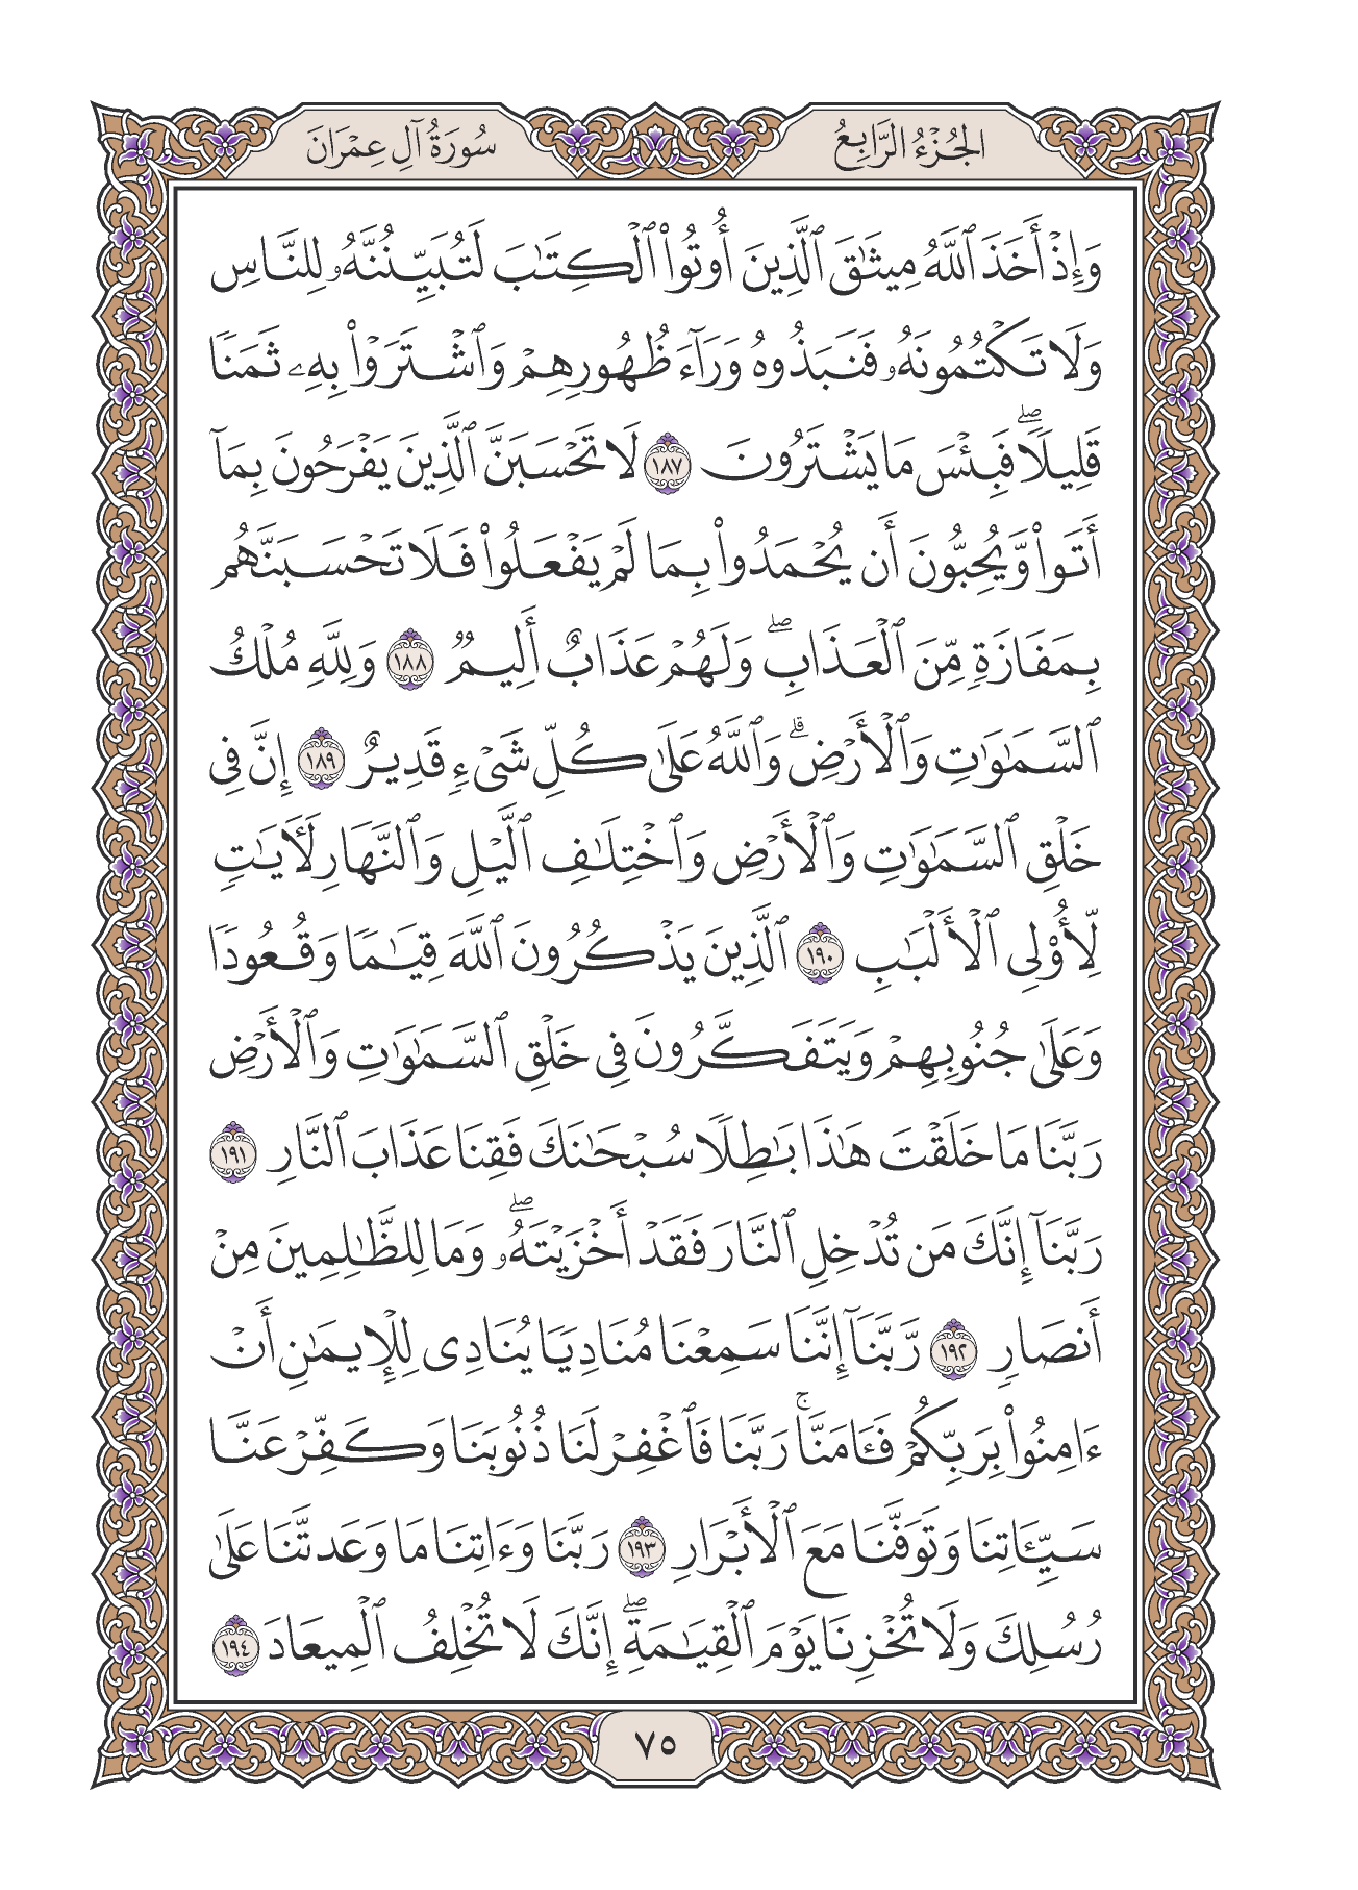 الجُزْءُ الرَّابِعُ
سُورَةُ آلِ عِمْرَانَ
وَإِذْ أَخَذَ ٱللَّهُ مِيثَٰقَ ٱلَّذِينَ أُوتُوا۟ ٱلْكِتَٰبَ لَتُبَيِّنُنَّهُۥ لِلنَّاسِ
وَلَا تَكْتُمُونَهُۥ فَنَبَذُوهُ وَرَآءَ ظُهُورِهِمْ وَٱشْتَرَوْا۟ بِهِۦ ثَمَنًا
قَلِيلًا ۖ فَبِئْسَ مَا يَشْتَرُونَ ١٨٧ لَا تَحْسَبَنَّ ٱلَّذِينَ يَفْرَحُونَ بِمَآ
أَتَوا۟ وَّيُحِبُّونَ أَن يُحْمَدُوا۟ بِمَا لَمْ يَفْعَلُوا۟ فَلَا تَحْسَبَنَّهُم
بِمَفَازَةٍ مِّنَ ٱلْعَذَابِ ۖ وَلَهُمْ عَذَابٌ أَلِيمٌ ١٨٨ وَلِلَّهِ مُلْكُ
ٱلسَّمَٰوَٰتِ وَٱلْأَرْضِ ۗ وَٱللَّهُ عَلَىٰ كُلِّ شَىْءٍ قَدِيرٌ ١٨٩ إِنَّ فِى
خَلْقِ ٱلسَّمَٰوَٰتِ وَٱلْأَرْضِ وَٱخْتِلَٰفِ ٱلَّيْلِ وَٱلنَّهَارِ لَءَايَٰتٍ
لِّأُو۟لِى ٱلْأَلْبَٰبِ ١٩٠ ٱلَّذِينَ يَذْكُرُونَ ٱللَّهَ قِيَٰمًا وَقُعُودًا
وَعَلَىٰ جُنُوبِهِمْ وَيَتَفَكَّرُونَ فِى خَلْقِ ٱلسَّمَٰوَٰتِ وَٱلْأَرْضِ
رَبَّنَا مَا خَلَقْتَ هَٰذَا بَٰطِلًا سُبْحَٰنَكَ فَقِنَا عَذَابَ ٱلنَّارِ ١٩١
رَبَّنَآ إِنَّكَ مَن تُدْخِلِ ٱلنَّارَ فَقَدْ أَخْزَيْتَهُۥ ۖ وَمَا لِلظَّٰلِمِينَ مِنْ
أَنصَارٍ ١٩٢ رَّبَّنَآ إِنَّنَا سَمِعْنَا مُنَادِيًا يُنَادِى لِلْإِيمَٰنِ أَنْ
ءَامِنُوا۟ بِرَبِّكُمْ فَـَٔامَنَّا ۚ رَبَّنَا فَٱغْفِرْ لَنَا ذُنُوبَنَا وَكَفِّرْ عَنَّا
سَيِّـَٔاتِنَا وَتَوَفَّنَا مَعَ ٱلْأَبْرَارِ ١٩٣ رَبَّنَا وَءَاتِنَا مَا وَعَدتَّنَا عَلَىٰ
رُسُلِكَ وَلَا تُخْزِنَا يَوْمَ ٱلْقِيَٰمَةِ ۖ إِنَّكَ لَا تُخْلِفُ ٱلْمِيعَادَ ١٩٤
٧٥